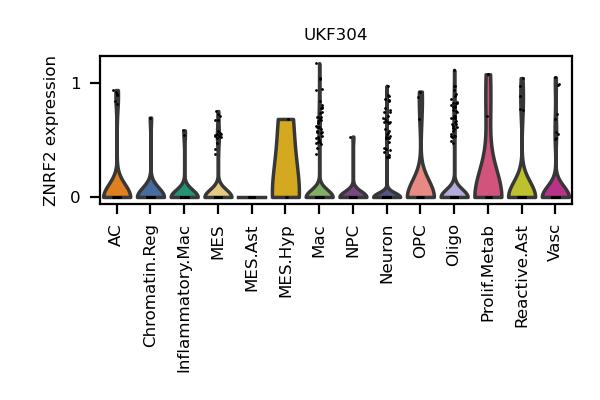 UKF304
ZNRF2 expression
1
0
AC
Chromatin.Reg
Inflammatory.Mac
MES
MES.Ast
MES.Hyp
Mac
NPC
Neuron
OPC
Oligo
Prolif.Metab
Reactive.Ast
Vasc